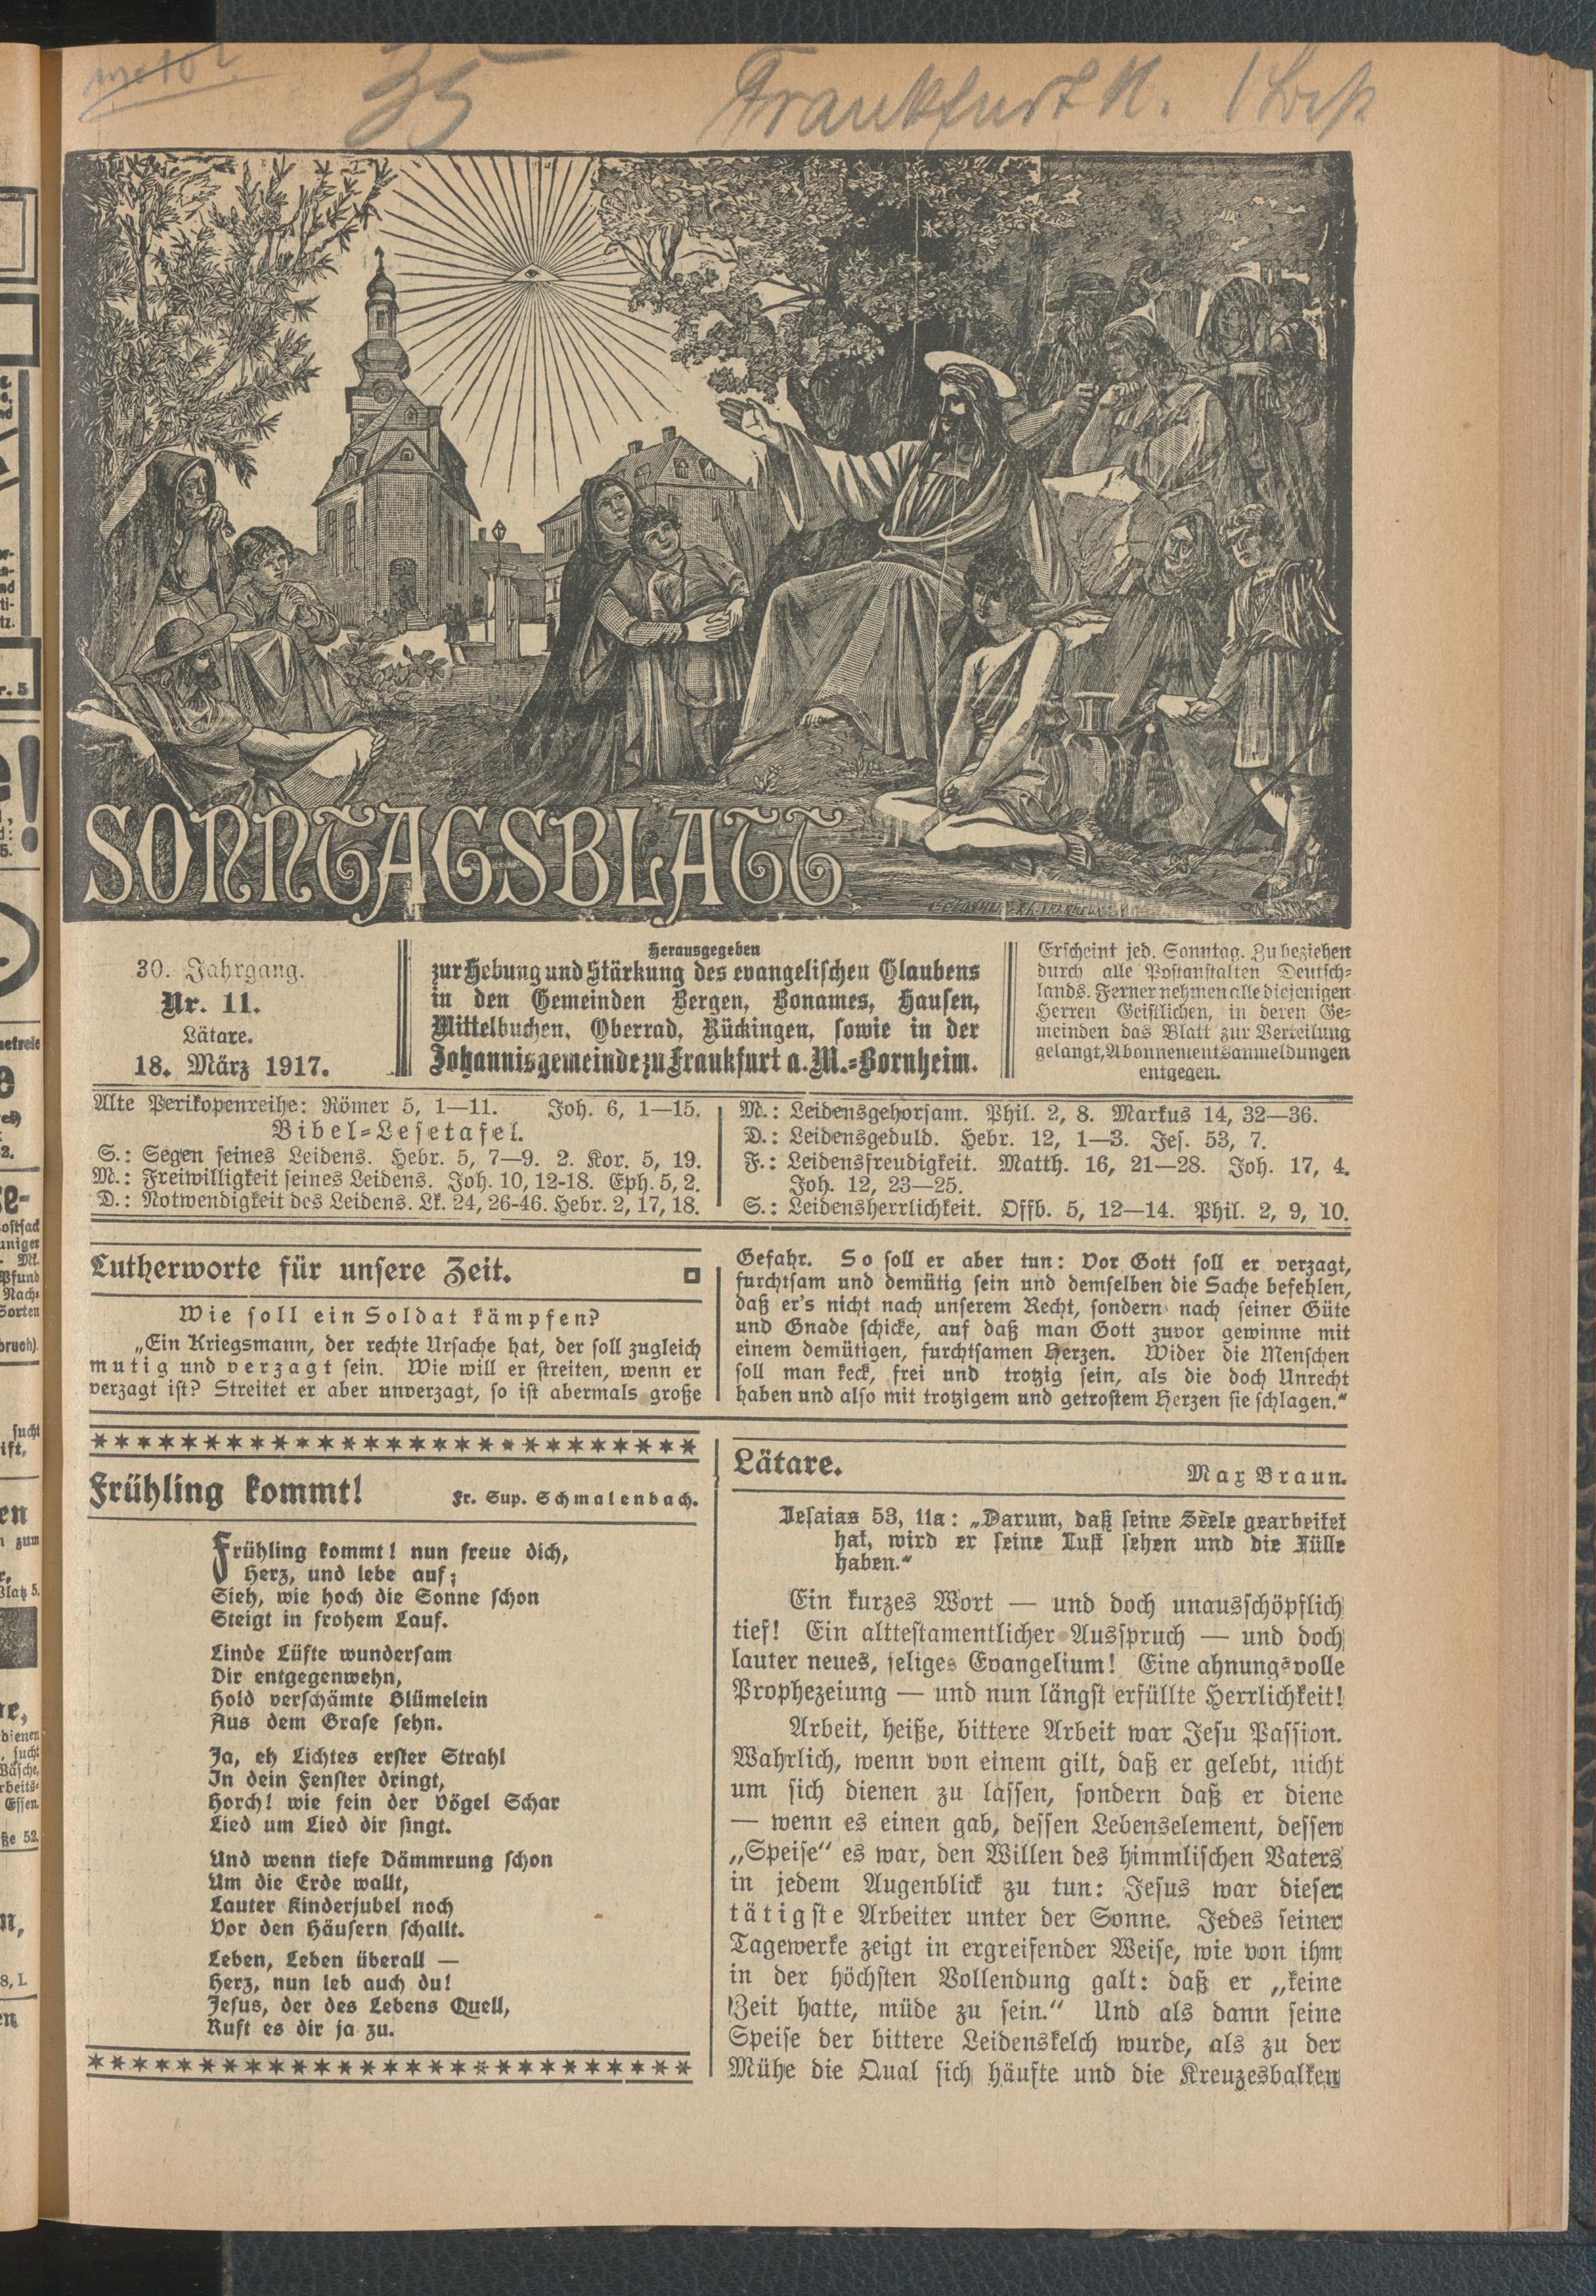 35 Frankfurt N.
SONNTAGSBLATT
30. Jahrgang.
Nr. 11.
Lätare.
18. März 1917.
Herausgegeben
zur Hebung und Stärkung des evangelischen Glaubens
in den Gemeinden Bergen, Bonames, Hausen,
Mittelbuchen, Oberrad, Rückingen, sowie in der
Johannisgemeinde zu Frankfurt a. M.-Bornheim.
Erscheint jed. Sonntag. Zu beziehen
durch alle Postanstalten Deutsch-
lands. Ferner nehmen alle diejenigen
Herren Geistlichen, in deren Ge-
meinden das Blatt zur Verteilung
gelangt, Abonnementsanmeldungen
entgegen.
Alte Perikopenreihe: Römer 5, 1—11. Joh. 6, 1—15.
Bibel-Lesetafel.
S.: Segen seines Leidens. Hebr. 5, 7—9. 2. Kor. 5, 19.
M.: Freiwilligkeit seines Leidens. Joh. 10, 12-18. Eph. 5, 2.
D.: Notwendigkeit des Leidens. Lk. 24, 26-46. Hebr. 2, 17, 18.
M.: Leidensgehorsam. Phil. 2, 8. Markus 14, 32—36.
D.: Leidensgeduld. Hebr. 12, 1—3. Jes. 53, 7.
F.: Leidensfreudigkeit. Matth. 16, 21—28. Joh. 17, 4.
Joh. 12, 23—25.
S.: Leidensherrlichkeit. Offb. 5, 12—14. Phil. 2, 9, 10.
Lutherworte für unsere Zeit.
Wie soll ein Soldat kämpfen?
„Ein Kriegsmann, der rechte Ursache hat, der soll zugleich
mutig und verzagt sein. Wie will er streiten, wenn er
verzagt ist? Streitet er aber unverzagt, so ist abermals große
Gefahr. So soll er aber tun: Vor Gott soll er verzagt,
furchtsam und demütig sein und demselben die Sache befehlen,
daß er's nicht nach unserem Recht, sondern nach seiner Güte
und Gnade schicke, auf daß man Gott zuvor gewinne mit
einem demütigen, furchtsamen Herzen. Wider die Menschen
soll man keck, frei und trotzig sein, als die doch Unrecht
haben und also mit trotzigem und getrostem Herzen sie schlagen.“
Frühling kommt!
Fr. Sup. Schmalenbach.
Frühling kommt! nun freue dich,
Herz, und lebe auf;
Sieh, wie hoch die Sonne schon
Steigt in frohem Lauf.
Linde Lüfte wundersam
Dir entgegenwehn,
Hold verschämte Blümelein
Aus dem Grase sehn.
Ja, eh Lichtes erster Strahl
In dein Fenster dringt,
Horch! wie fein der Vögel Schar
Lied um Lied dir singt.
Und wenn tiefe Dämmrung schon
Um die Erde wallt,
Lauter Kinderjubel noch
Vor den Häusern schallt.
Leben, Leben überall —
Herz, nun leb auch du!
Jesus, der des Lebens Quell,
Ruft es dir ja zu.
Lätare.
Max Braun.
Jesaias 53, 11a: „Darum, daß seine Seele gearbeitet
hat, wird er seine Lust sehen und die Fülle
haben.“
Ein kurzes Wort — und doch unausschöpflich
tief! Ein alttestamentlicher Ausspruch — und doch
lauter neues, seliges Evangelium! Eine ahnungsvolle
Prophezeiung — und nun längst erfüllte Herrlichkeit!
Arbeit, heiße, bittere Arbeit war Jesu Passion.
Wahrlich, wenn von einem gilt, daß er gelebt, nicht
um sich dienen zu lassen, sondern daß er diene
— wenn es einen gab, dessen Lebenselement, dessen
„Speise“ es war, den Willen des himmlischen Vaters
in jedem Augenblick zu tun: Jesus war dieser
tätigste Arbeiter unter der Sonne. Jedes seiner
Tagewerke zeigt in ergreifender Weise, wie von ihm
in der höchsten Vollendung galt: daß er „keine
Zeit hatte, müde zu sein.“ Und als dann seine
Speise der bittere Leidenskelch wurde, als zu der
Mühe die Qual sich häufte und die Kreuzesbalken